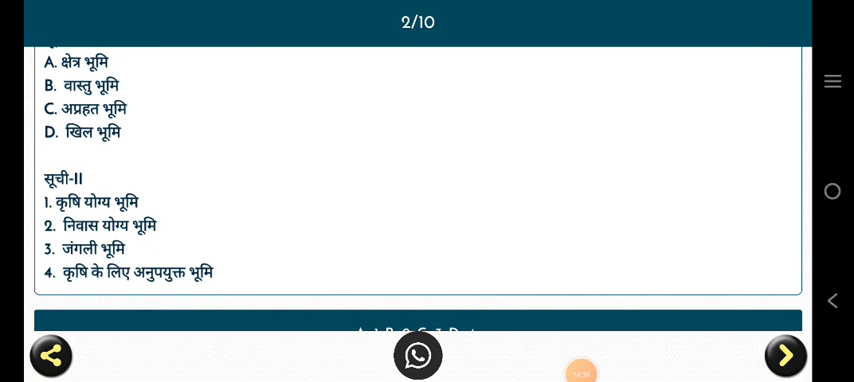 2/10
A. क्षेत्र भूमि
B. वास्तु भूमि
C. अप्रहत भूमि
D. खिल भूमि
सूची-II
1. कृषि योग्य भूमि
2. निवास योग्य भूमि
3. जंगली भूमि
4. कृषि के लिए अनुपयुक्त भूमि